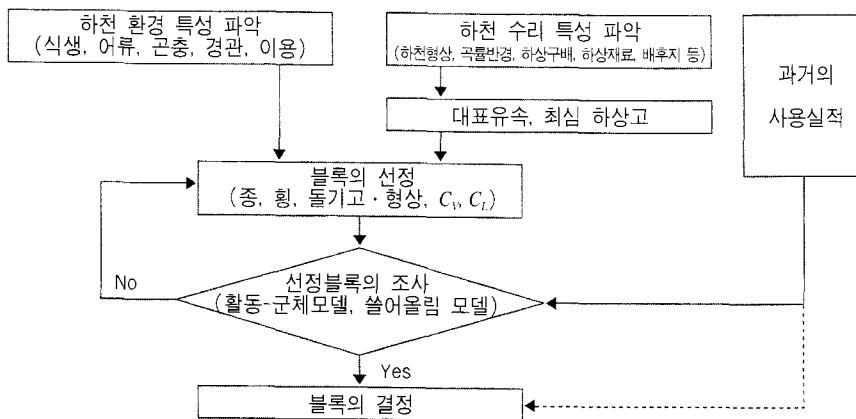 하천 환경 특성 파악
(식생, 어류, 곤충, 경관, 이용)
하천 수리 특성 파악
(하천형상, 곡률반경, 하상구배, 하상재료, 배후지 등)
과거의
사용실적
대표유속, 최심 하상고
블록의 선정
(종, 횡, 돌기고·형상, C_V, C_L)
No
선정블록의 조사
(활동-군체모델, 쓸어올림 모델)
Yes
블록의 결정